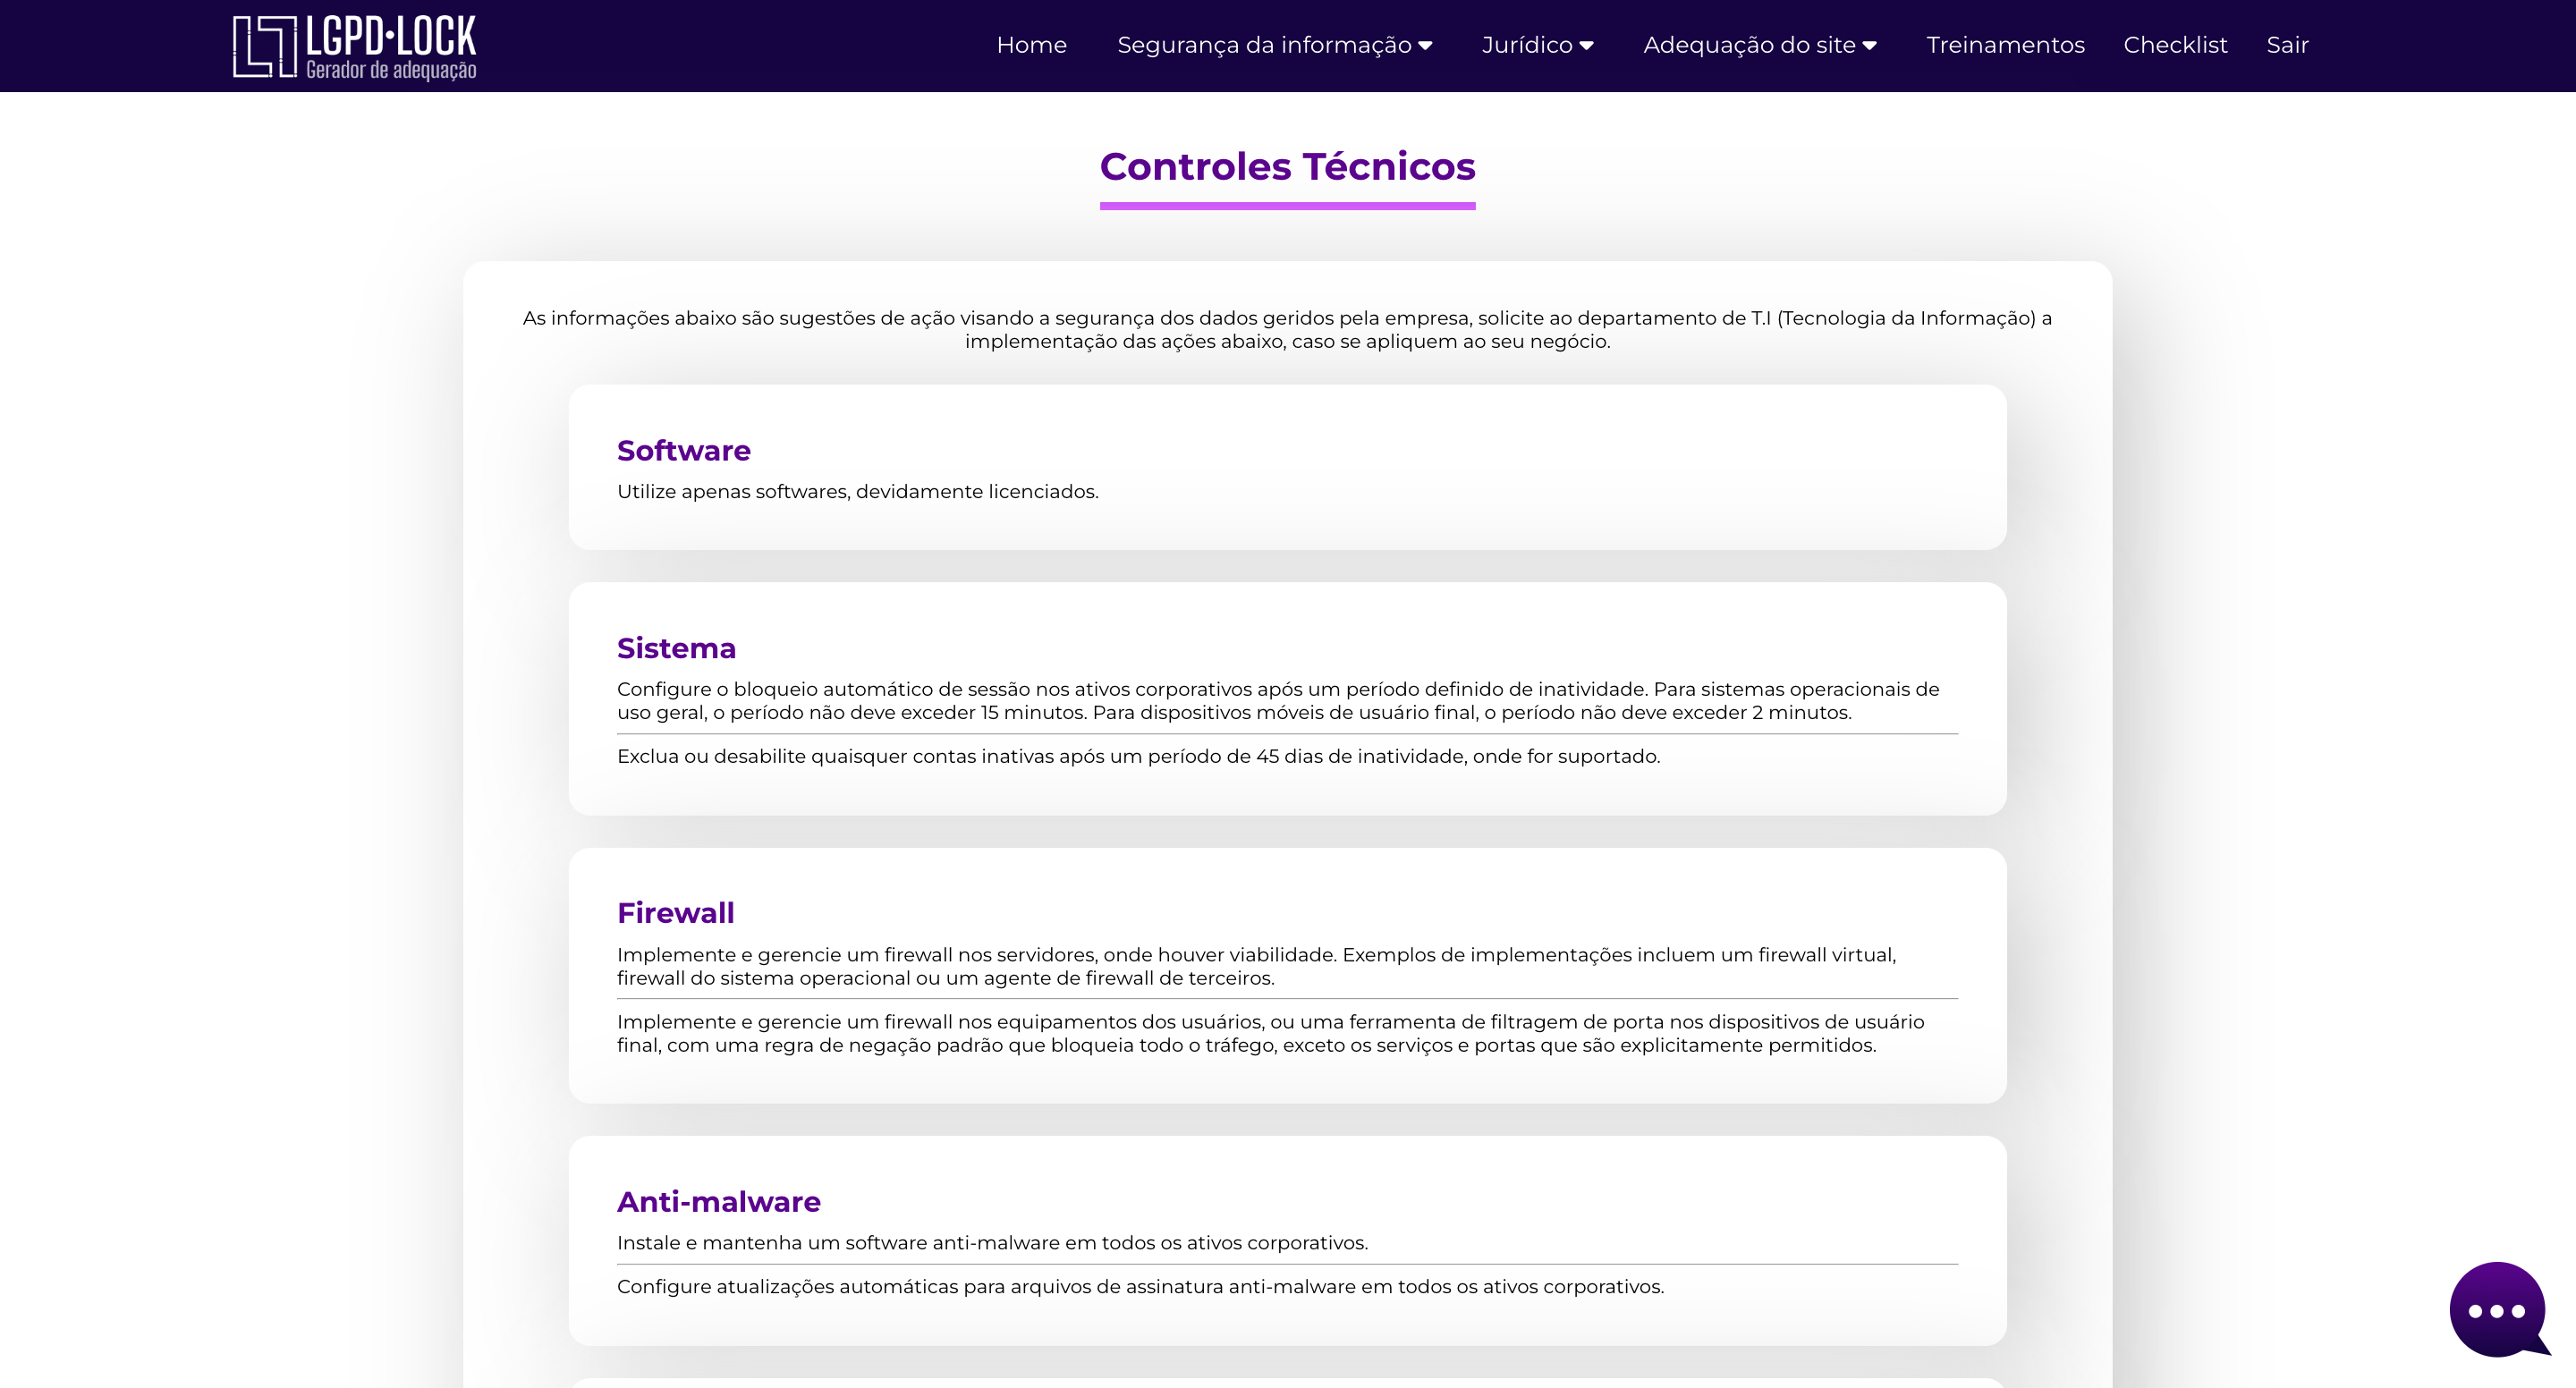 LGPD•LOCK
Gerador de adequação
Home
Segurança da informação
Jurídico
Adequação do site
Treinamentos
Checklist
Sair
Controles Técnicos
As informações abaixo são sugestões de ação visando a segurança dos dados geridos pela empresa, solicite ao departamento de T.I (Tecnologia da Informação) a
implementação das ações abaixo, caso se apliquem ao seu negócio.
Software
Utilize apenas softwares, devidamente licenciados.
Sistema
Configure o bloqueio automático de sessão nos ativos corporativos após um período definido de inatividade. Para sistemas operacionais de
uso geral, o período não deve exceder 15 minutos. Para dispositivos móveis de usuário final, o período não deve exceder 2 minutos.
Exclua ou desabilite quaisquer contas inativas após um período de 45 dias de inatividade, onde for suportado.
Firewall
Implemente e gerencie um firewall nos servidores, onde houver viabilidade. Exemplos de implementações incluem um firewall virtual,
firewall do sistema operacional ou um agente de firewall de terceiros.
Implemente e gerencie um firewall nos equipamentos dos usuários, ou uma ferramenta de filtragem de porta nos dispositivos de usuário
final, com uma regra de negação padrão que bloqueia todo o tráfego, exceto os serviços e portas que são explicitamente permitidos.
Anti-malware
Instale e mantenha um software anti-malware em todos os ativos corporativos.
Configure atualizações automáticas para arquivos de assinatura anti-malware em todos os ativos corporativos.